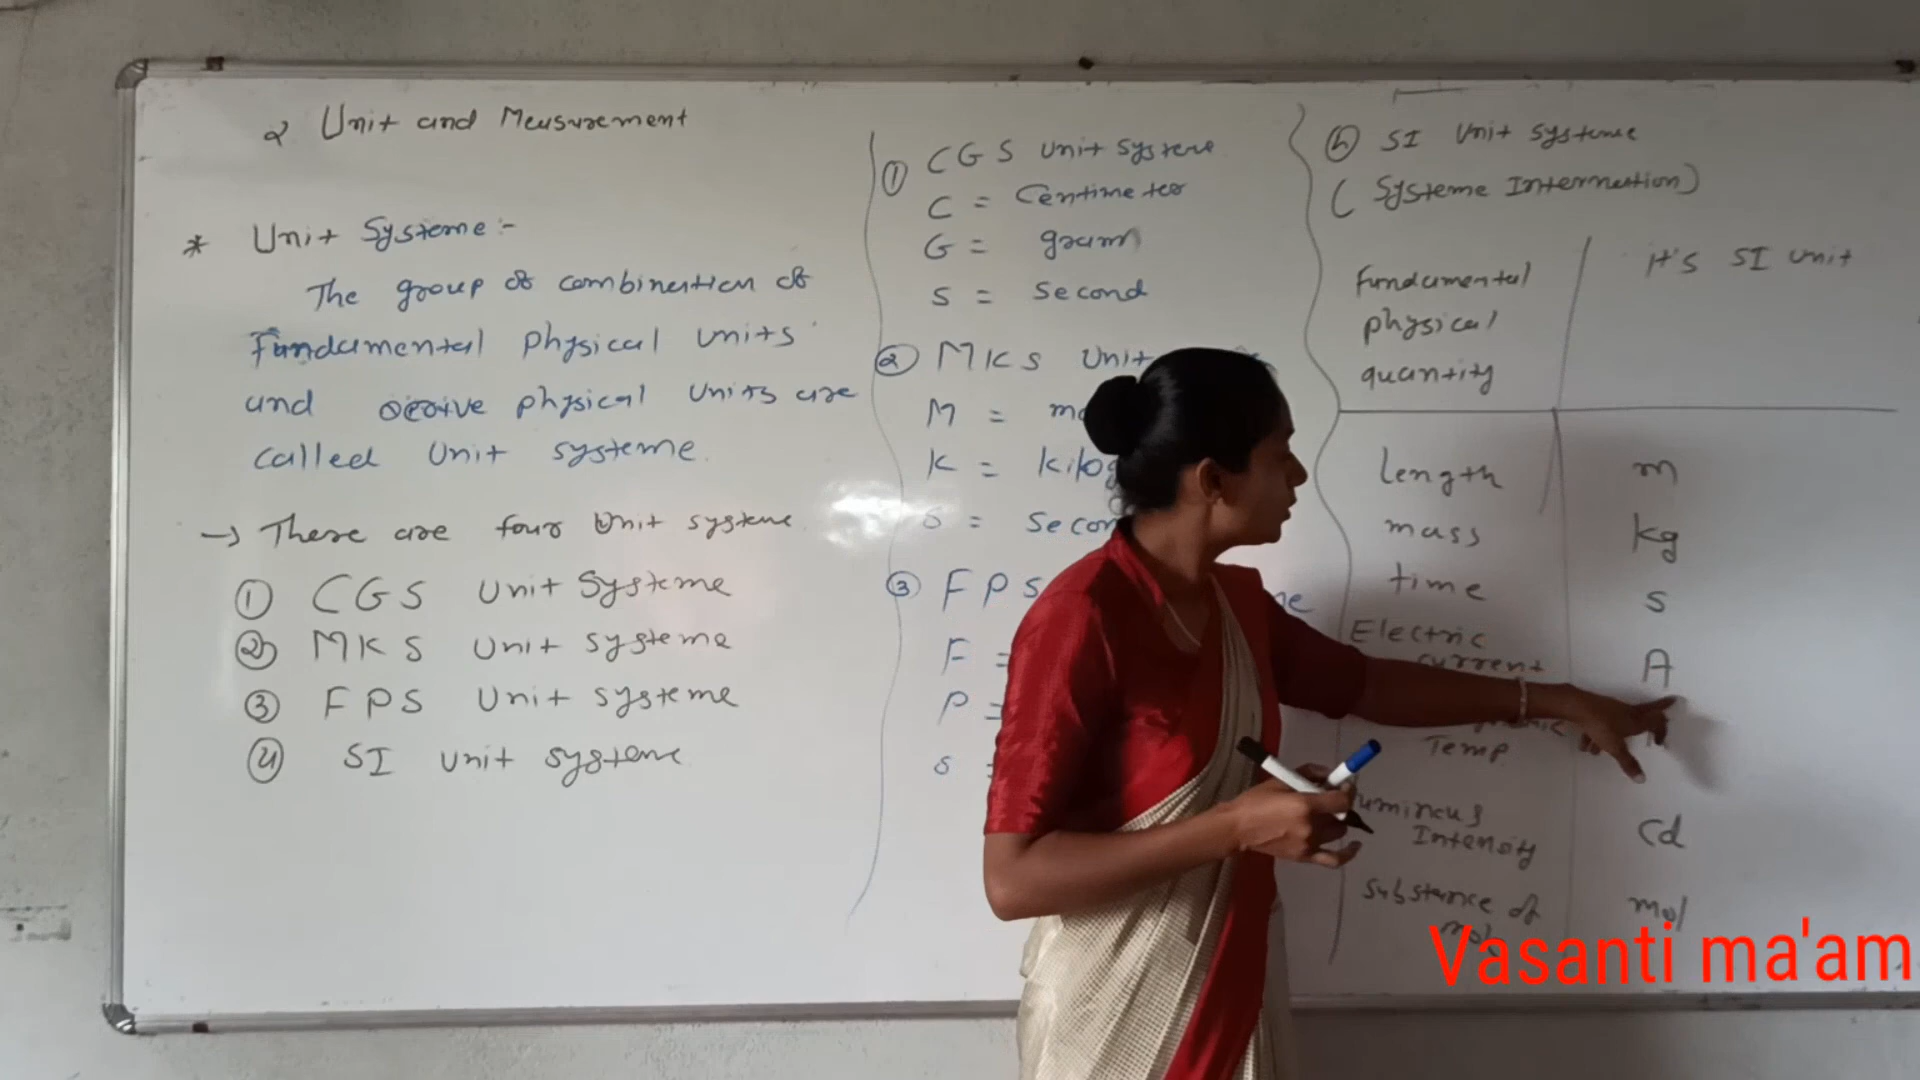 2 Unit and Measurement
* Unit Systeme :-
The group of combination of
Fundamental physical units
and physical units are
called Unit systeme.
→ There are four Unit systeme
① CGS Unit Systeme
② MKS Unit systeme
③ FPS Unit systeme
④ SI unit systeme
① CGS unit systeme
C = Centimeter
G = gram
S = Second
② MKS Unit
M =
K =
S =
③ FPS
F =
P =
S =
④ SI Unit systeme
(Systeme Internation)
Fundamental
physical
quantity
it's SI unit
length m
mass kg
time s
Electric
current A
Temp.
Intensity cd
substance of
mol
Vasanti ma'am